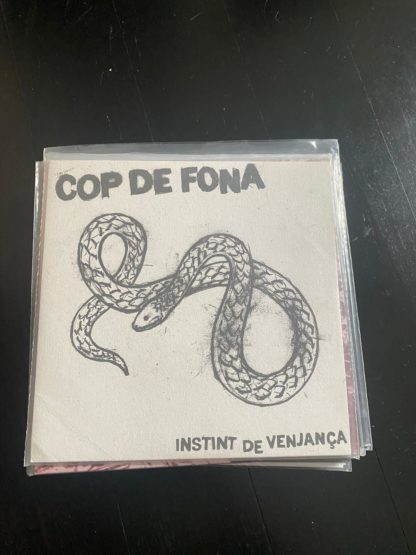 COP DE FONA
INSTINT DE VENJANÇA